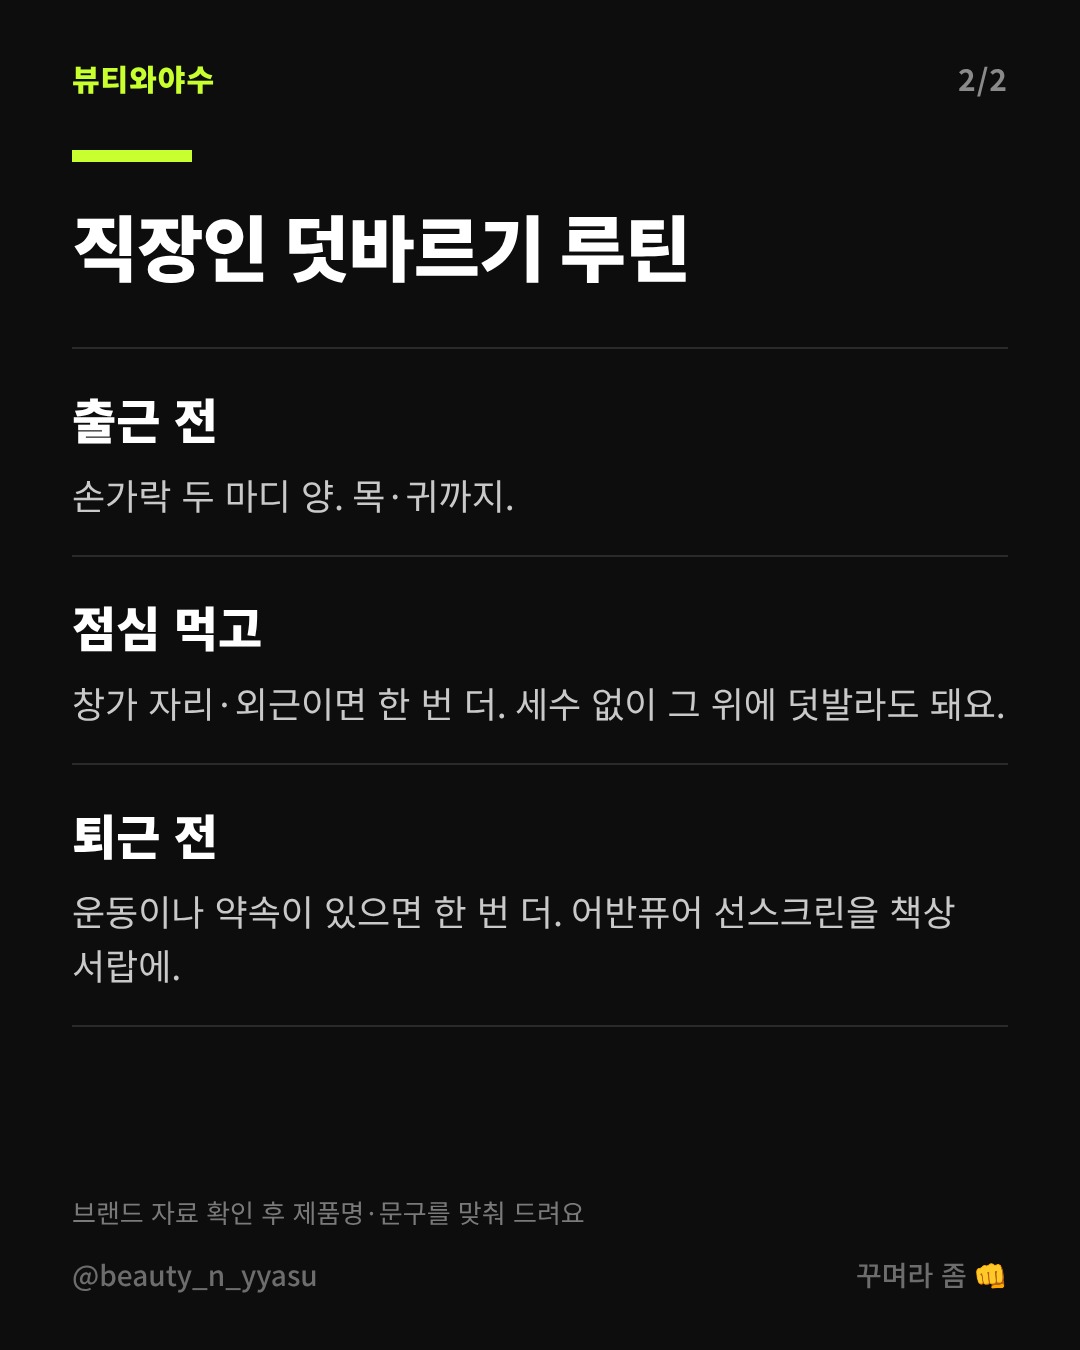 뷰티와야수
2/2
직장인 덧바르기 루틴
출근 전
손가락 두 마디 양. 목·귀까지.
점심 먹고
창가 자리·외근이면 한 번 더. 세수 없이 그 위에 덧발라도 돼요.
퇴근 전
운동이나 약속이 있으면 한 번 더. 어반퓨어 선스크린을 책상
서랍에.
브랜드 자료 확인 후 제품명·문구를 맞춰 드려요
@beauty_n_yyasu
꾸며라 좀 👊